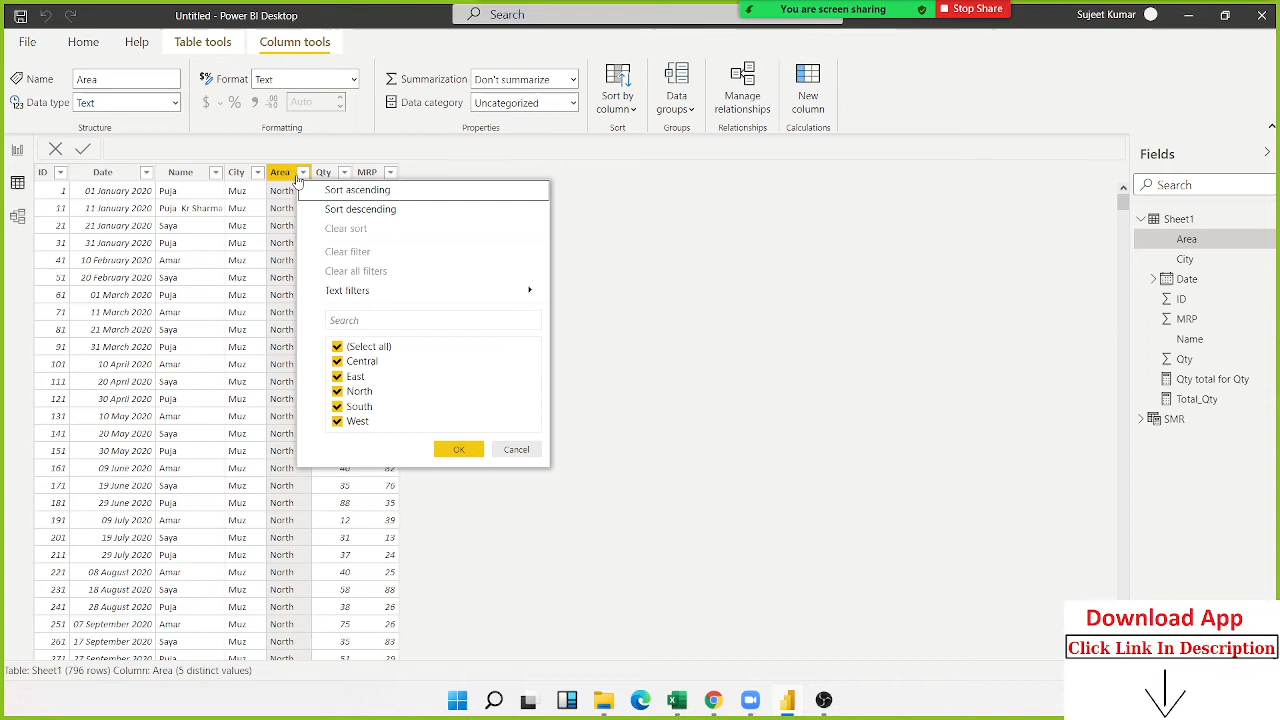 Untitled - Power BI Desktop
Search
You are screen sharing
Stop Share
Sujeet Kumar
File
Home
Help
Table tools
Column tools
Name
Area
Format
Text
Summarization
Don't summarize
Data type
Text
$ %
Auto
Data category
Uncategorized
Sort by
column
Data
groups
Manage
relationships
New
column
Structure
Formatting
Properties
Sort
Groups
Relationships
Calculations
Fields
Search
Sheet1
Area
City
Date
ID
MRP
Name
Qty
Qty total for Qty
Total_Qty
SMR
ID Date Name City Area Qty MRP
1 01 January 2020 Puja Muz North
11 11 January 2020 Puja Kr Sharma Muz North
21 21 January 2020 Saya Muz North
31 31 January 2020 Puja Muz North
41 10 February 2020 Amar Muz North
51 20 February 2020 Saya Muz North
61 01 March 2020 Puja Muz North
71 11 March 2020 Amar Muz North
81 21 March 2020 Saya Muz North
91 31 March 2020 Puja Muz North
101 10 April 2020 Amar Muz North
111 20 April 2020 Saya Muz North
121 30 April 2020 Puja Muz North
131 10 May 2020 Amar Muz North
141 20 May 2020 Saya Muz North
151 30 May 2020 Puja Muz North
161 09 June 2020 Amar Muz North 40 82
171 19 June 2020 Saya Muz North 35 76
181 29 June 2020 Puja Muz North 88 35
191 09 July 2020 Amar Muz North 12 39
201 19 July 2020 Saya Muz North 31 13
211 29 July 2020 Puja Muz North 37 24
221 08 August 2020 Amar Muz North 40 25
231 18 August 2020 Saya Muz North 58 88
241 28 August 2020 Puja Muz North 38 26
251 07 September 2020 Amar Muz North 75 26
261 17 September 2020 Saya Muz North 35 83
271 27 September 2020 Puja Muz North 51 29
Sort ascending
Sort descending
Clear sort
Clear filter
Clear all filters
Text filters
Search
(Select all)
Central
East
North
South
West
OK
Cancel
Table: Sheet1 (796 rows) Column: Area (5 distinct values)
Download App
Click Link In Description